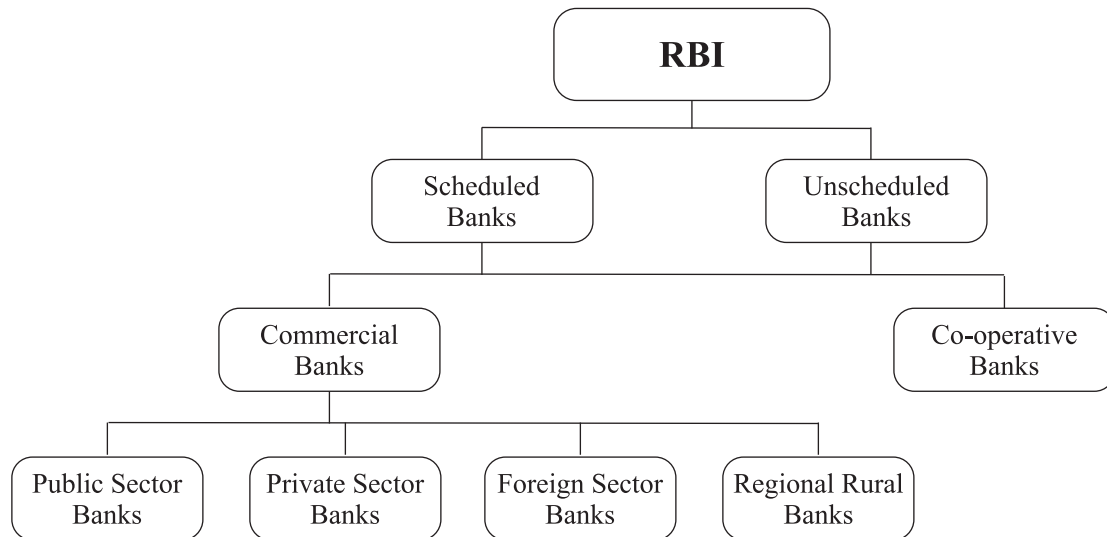 RBI
Scheduled
Banks
Unscheduled
Banks
Commercial
Banks
Co-operative
Banks
Public Sector
Banks
Private Sector
Banks
Foreign Sector
Banks
Regional Rural
Banks